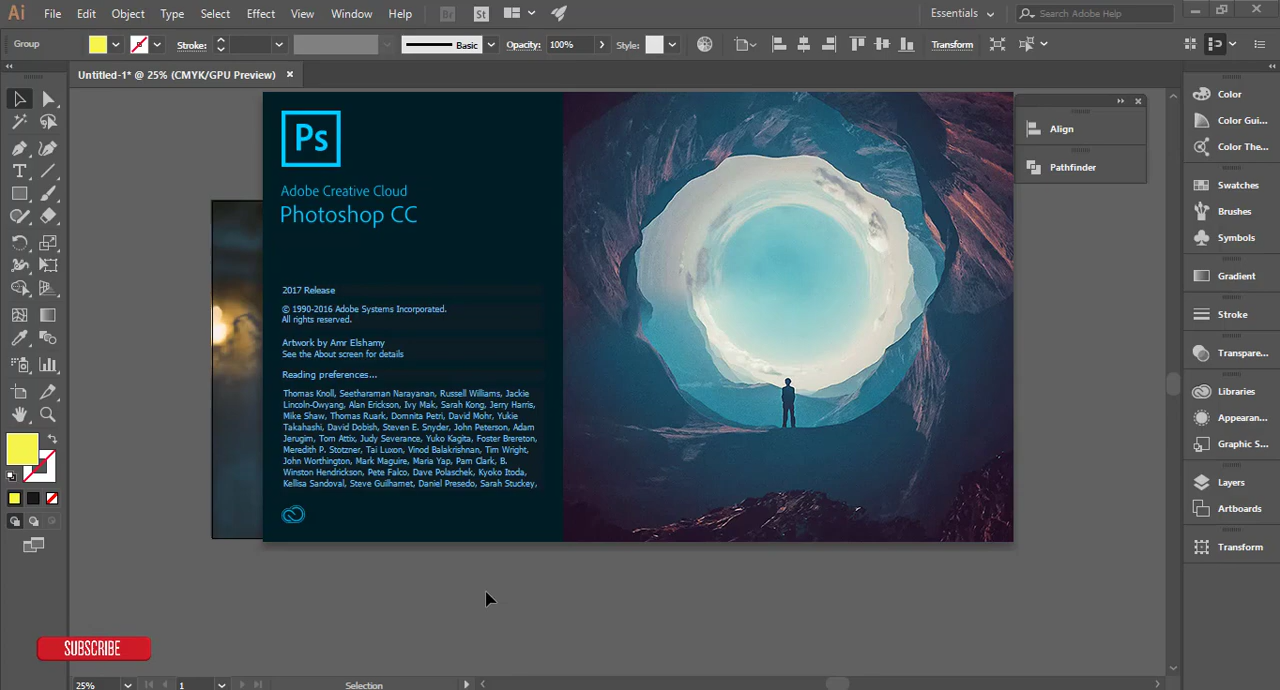 Ai File Edit Object Type Select Effect View Window Help Br St Essentials Search Adobe Help
Group Stroke: Basic Opacity: 100% Style: Transform
Untitled-1* @ 25% (CMYK/GPU Preview)
Ps
Adobe Creative Cloud
Photoshop CC
2017 Release
© 1990-2016 Adobe Systems Incorporated.
All rights reserved.
Artwork by Amr Elshamy
See the About screen for details
Reading preferences...
Thomas Knoll, Seetharaman Narayanan, Russell Williams, Jackie
Lincoln-Owyang, Alan Erickson, Ivy Mak, Sarah Kong, Jerry Harris,
Mike Shaw, Thomas Ruark, Domnita Petri, David Mohr, Yukie
Takahashi, David Dobish, Steven E. Snyder, John Peterson, Adam
Jerugim, Tom Attix, Judy Severance, Yuko Kagita, Foster Brereton,
Meredith P. Stotzner, Tai Luxon, Vinod Balakrishnan, Tim Wright,
John Worthington, Mark Maguire, Maria Yap, Pam Clark, B.
Winston Hendrickson, Pete Falco, Dave Polaschek, Kyoko Itoda,
Kellisa Sandoval, Steve Guilhamet, Daniel Presedo, Sarah Stuckey,
Align
Pathfinder
Color
Color Gui...
Color The...
Swatches
Brushes
Symbols
Gradient
Stroke
Transpare...
Libraries
Appearan...
Graphic S...
Layers
Artboards
Transform
SUBSCRIBE
25% 1 Selection